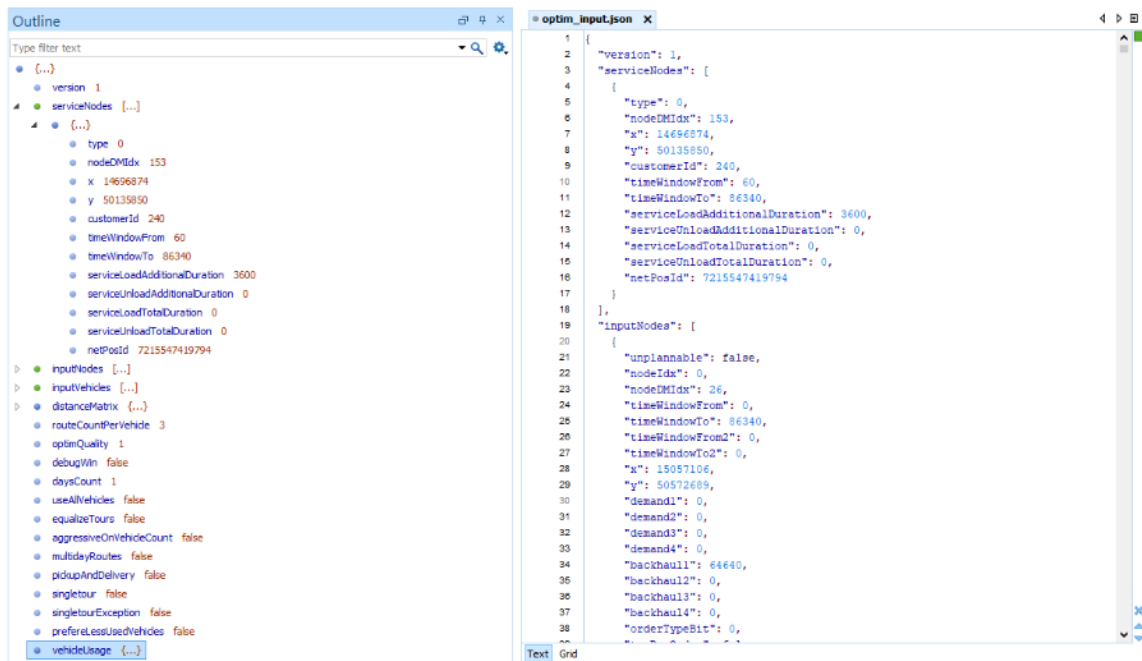 Outline
Type filter text
{...}
version 1
serviceNodes [...]
{...}
type 0
nodeDMIdx 153
x 14696874
y 50135850
customerId 240
timeWindowFrom 60
timeWindowTo 86340
serviceLoadAdditionalDuration 3600
serviceUnloadAdditionalDuration 0
serviceLoadTotalDuration 0
serviceUnloadTotalDuration 0
netPosId 7215547419794
inputNodes [...]
inputVehicles [...]
distanceMatrix {...}
routeCountPerVehicle 3
optimQuality 1
debugWin false
daysCount 1
useAllVehicles false
equalizeTours false
aggressiveOnVehicleCount false
multidayRoutes false
pickupAndDelivery false
singletour false
singletourException false
prefereLessUsedVehicles false
vehicleUsage {...}
optim_input.json
1 {
2 "version": 1,
3 "serviceNodes": [
4 {
5 "type": 0,
6 "nodeDMIdx": 153,
7 "x": 14696874,
8 "y": 50135850,
9 "customerId": 240,
10 "timeWindowFrom": 60,
11 "timeWindowTo": 86340,
12 "serviceLoadAdditionalDuration": 3600,
13 "serviceUnloadAdditionalDuration": 0,
14 "serviceLoadTotalDuration": 0,
15 "serviceUnloadTotalDuration": 0,
16 "netPosId": 7215547419794
17 }
18 ],
19 "inputNodes": [
20 {
21 "unplannable": false,
22 "nodeIdx": 0,
23 "nodeDMIdx": 26,
24 "timeWindowFrom": 0,
25 "timeWindowTo": 86340,
26 "timeWindowFrom2": 0,
27 "timeWindowTo2": 0,
28 "x": 15057106,
29 "y": 50572689,
30 "demand1": 0,
31 "demand2": 0,
32 "demand3": 0,
33 "demand4": 0,
34 "backhaul1": 64640,
35 "backhaul2": 0,
36 "backhaul3": 0,
37 "backhaul4": 0,
38 "orderTypeBit": 0,
Text Grid